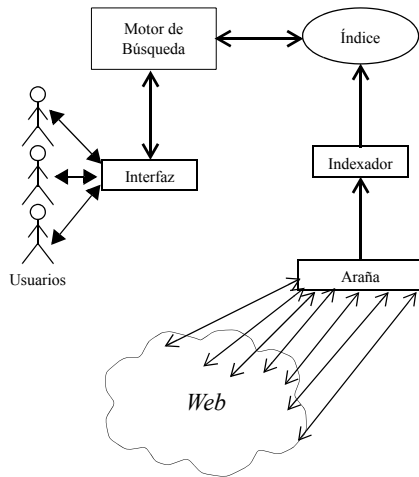 Motor de
Búsqueda
Índice
Interfaz
Indexador
Usuarios
Araña
Web